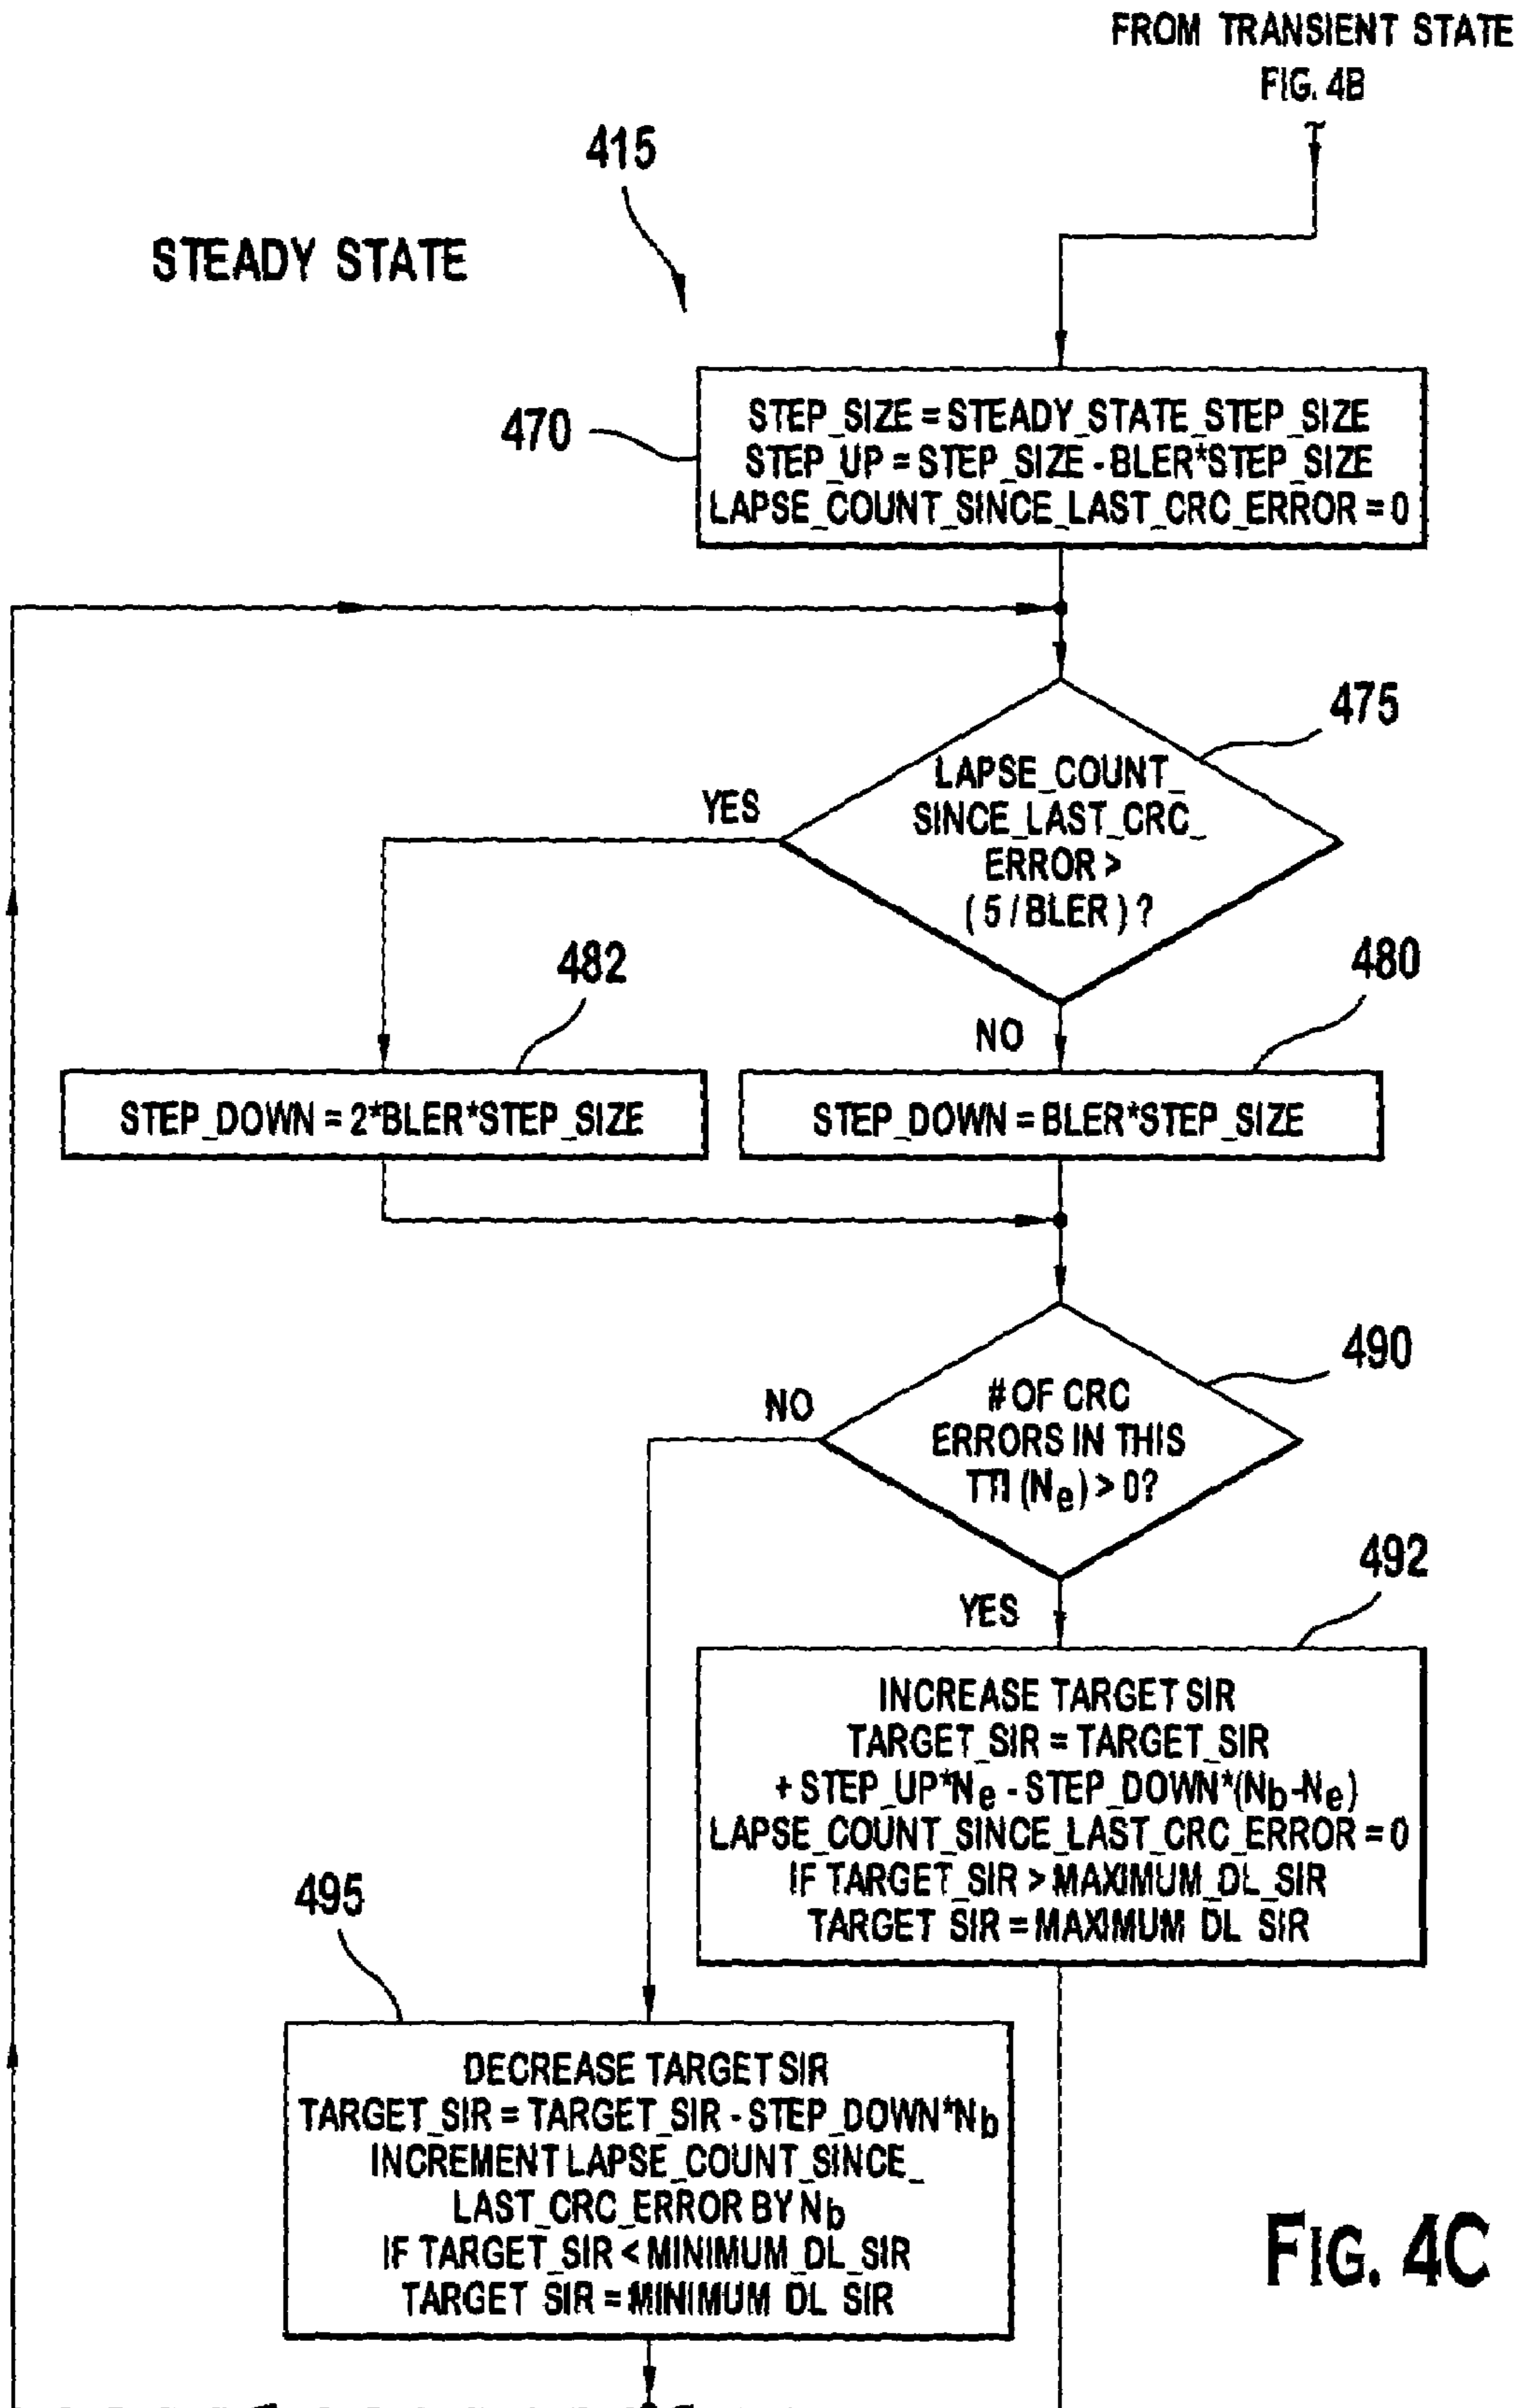 FROM TRANSIENT STATE
FIG. 4B
415
STEADY STATE
470
STEP_SIZE = STEADY_STATE_STEP_SIZE
STEP_UP = STEP_SIZE - BLER*STEP_SIZE
LAPSE_COUNT_SINCE_LAST_CRC_ERROR = 0
475
LAPSE_COUNT_
SINCE_LAST_CRC_
ERROR >
( 5 / BLER ) ?
YES
482
480
NO
STEP_DOWN = 2*BLER*STEP_SIZE
STEP_DOWN = BLER*STEP_SIZE
490
NO
# OF CRC
ERRORS IN THIS
TTI (Ne) > 0?
492
YES
INCREASE TARGET SIR
TARGET_SIR = TARGET_SIR
+ STEP_UP*Ne - STEP_DOWN*(Nb-Ne)
LAPSE_COUNT_SINCE_LAST_CRC_ERROR = 0
IF TARGET_SIR > MAXIMUM_DL_SIR
TARGET SIR = MAXIMUM DL SIR
495
DECREASE TARGET SIR
TARGET_SIR = TARGET_SIR - STEP_DOWN*Nb
INCREMENT LAPSE_COUNT_SINCE_
LAST_CRC_ERROR BY Nb
IF TARGET_SIR < MINIMUM_DL_SIR
TARGET SIR = MINIMUM DL SIR
FIG. 4C